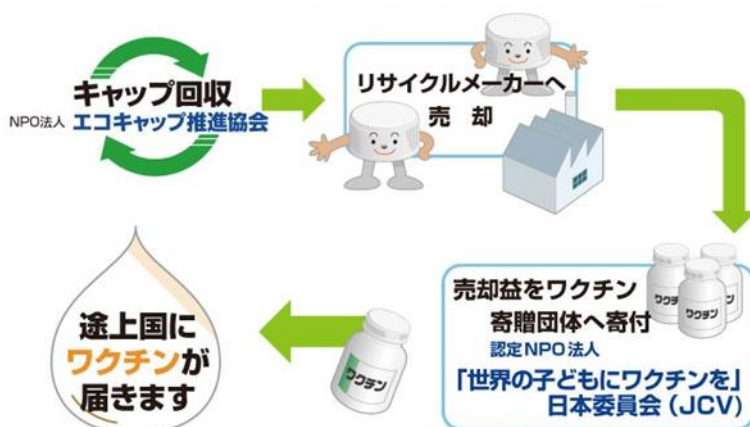 キャップ回収
NPO法人 エコキャップ推進協会
リサイクルメーカーへ
売却
売却益をワクチン
寄贈団体へ寄付
認定NPO法人
「世界の子どもにワクチンを」
日本委員会(JCV)
ワクチン
ワクチン
ワクチン
途上国に
ワクチンが
届きます